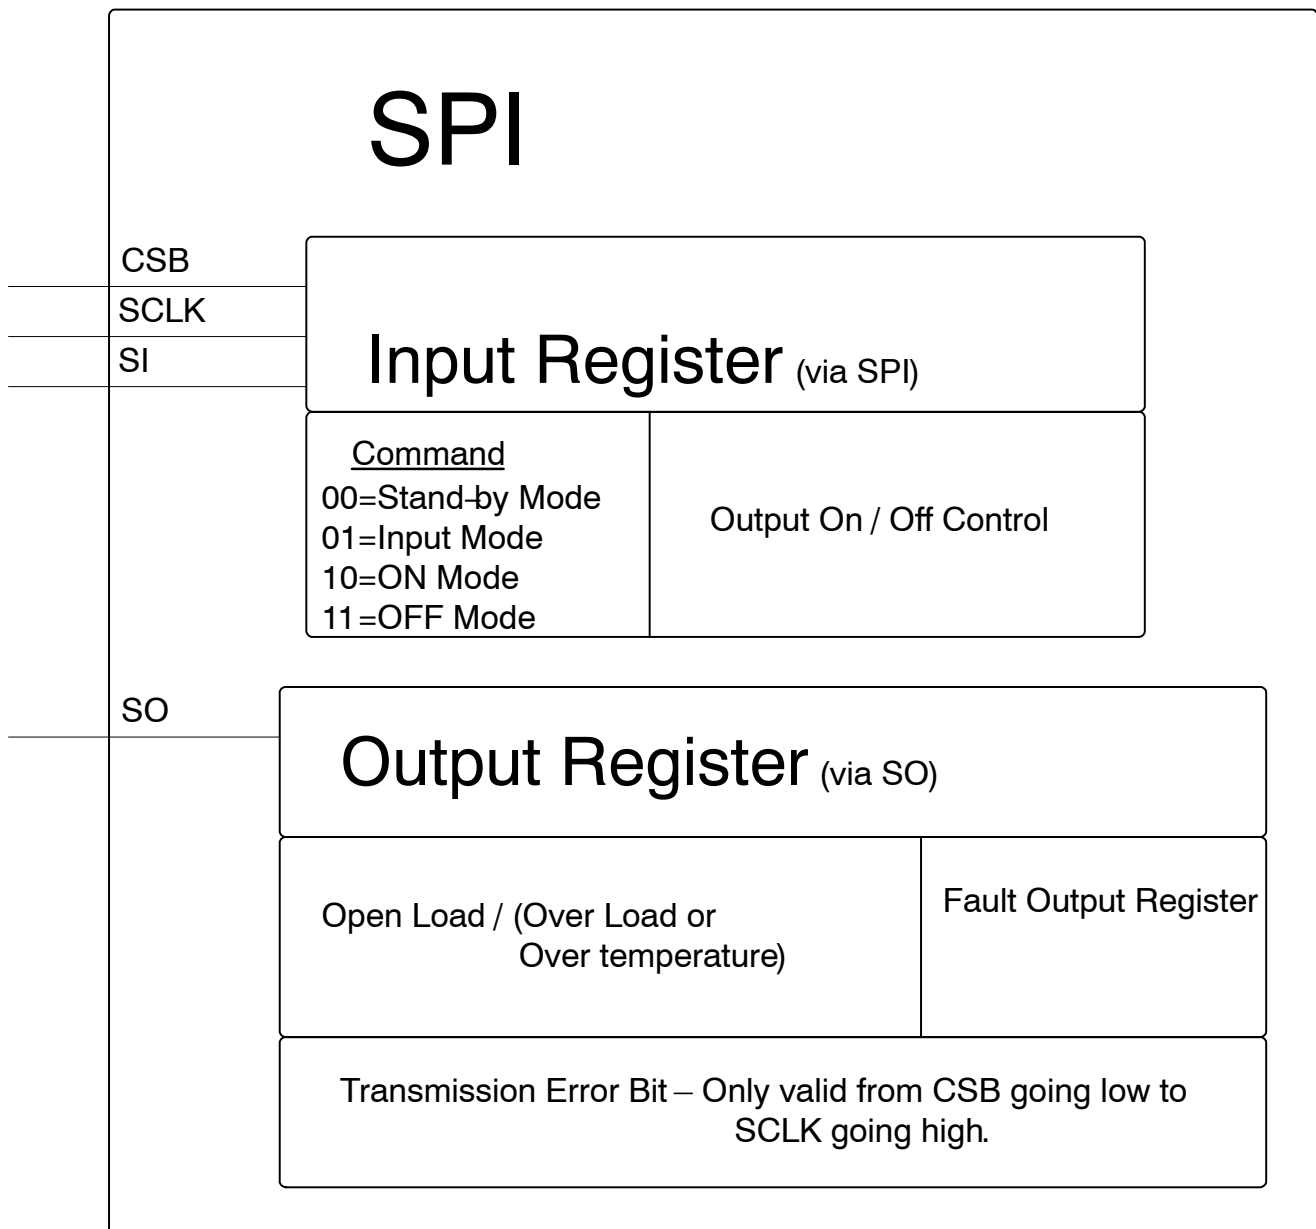 SPI
CSB
SCLK
SI
Input Register (via SPI)
Command
00=Stand-by Mode
01=Input Mode
10=ON Mode
11=OFF Mode
Output On / Off Control
SO
Output Register (via SO)
Open Load / (Over Load or
Over temperature)
Fault Output Register
Transmission Error Bit – Only valid from CSB going low to
SCLK going high.